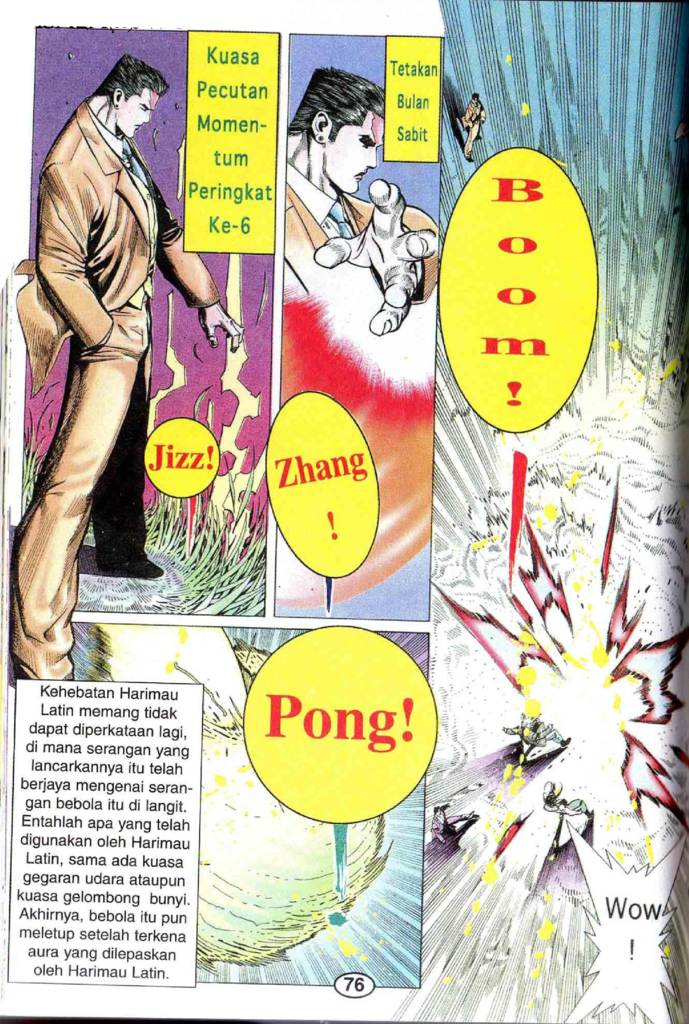 Kuasa
Pecutan
Momen-
tum
Peringkat
Ke-6
Tetakan
Bulan
Sabit
Jizz!
Zhang
!
Boom!
Pong!
Kehebatan Harimau
Latin memang tidak
dapat diperkataan lagi,
di mana serangan yang
lancarkannya itu telah
berjaya mengenai seran-
gan bebola itu di langit.
Entahlah apa yang telah
digunakan oleh Harimau
Latin, sama ada kuasa
gegaran udara ataupun
kuasa gelombong bunyi.
Akhirnya, bebola itu pun
meletup setelah terkena
aura yang dilepaskan
oleh Harimau Latin.
Wow
!
76